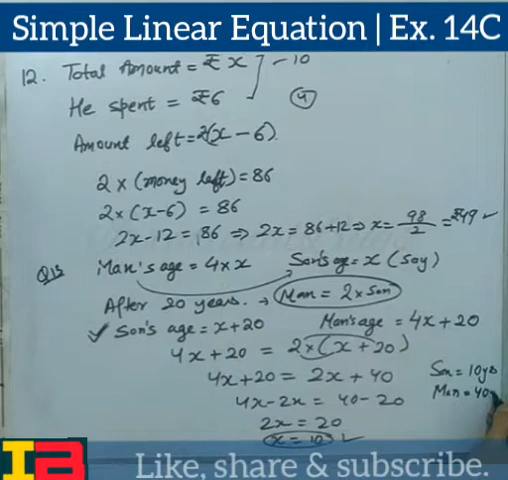 Simple Linear Equation | Ex. 14C
12. Total Amount = ₹ x - 10
He spent = ₹6 (4)
Amount left = ₹(x - 6).
2 × (money left) = 86
2 × (x-6) = 86
2x - 12 = 86 ⇒ 2x = 86+12 ⇒ x = 98/2 = ₹49 ✓
Q13 Man's age = 4 × x Son's age = x (say)
After 20 years. → Man = 2 × Son
✓ Son's age = x + 20 Man's age = 4x + 20
4x + 20 = 2 × (x + 20)
4x + 20 = 2x + 40 Son = 10 yrs
4x - 2x = 40 - 20 Man = 40y
2x = 20
x = 10 ✓
IB Like, share & subscribe.